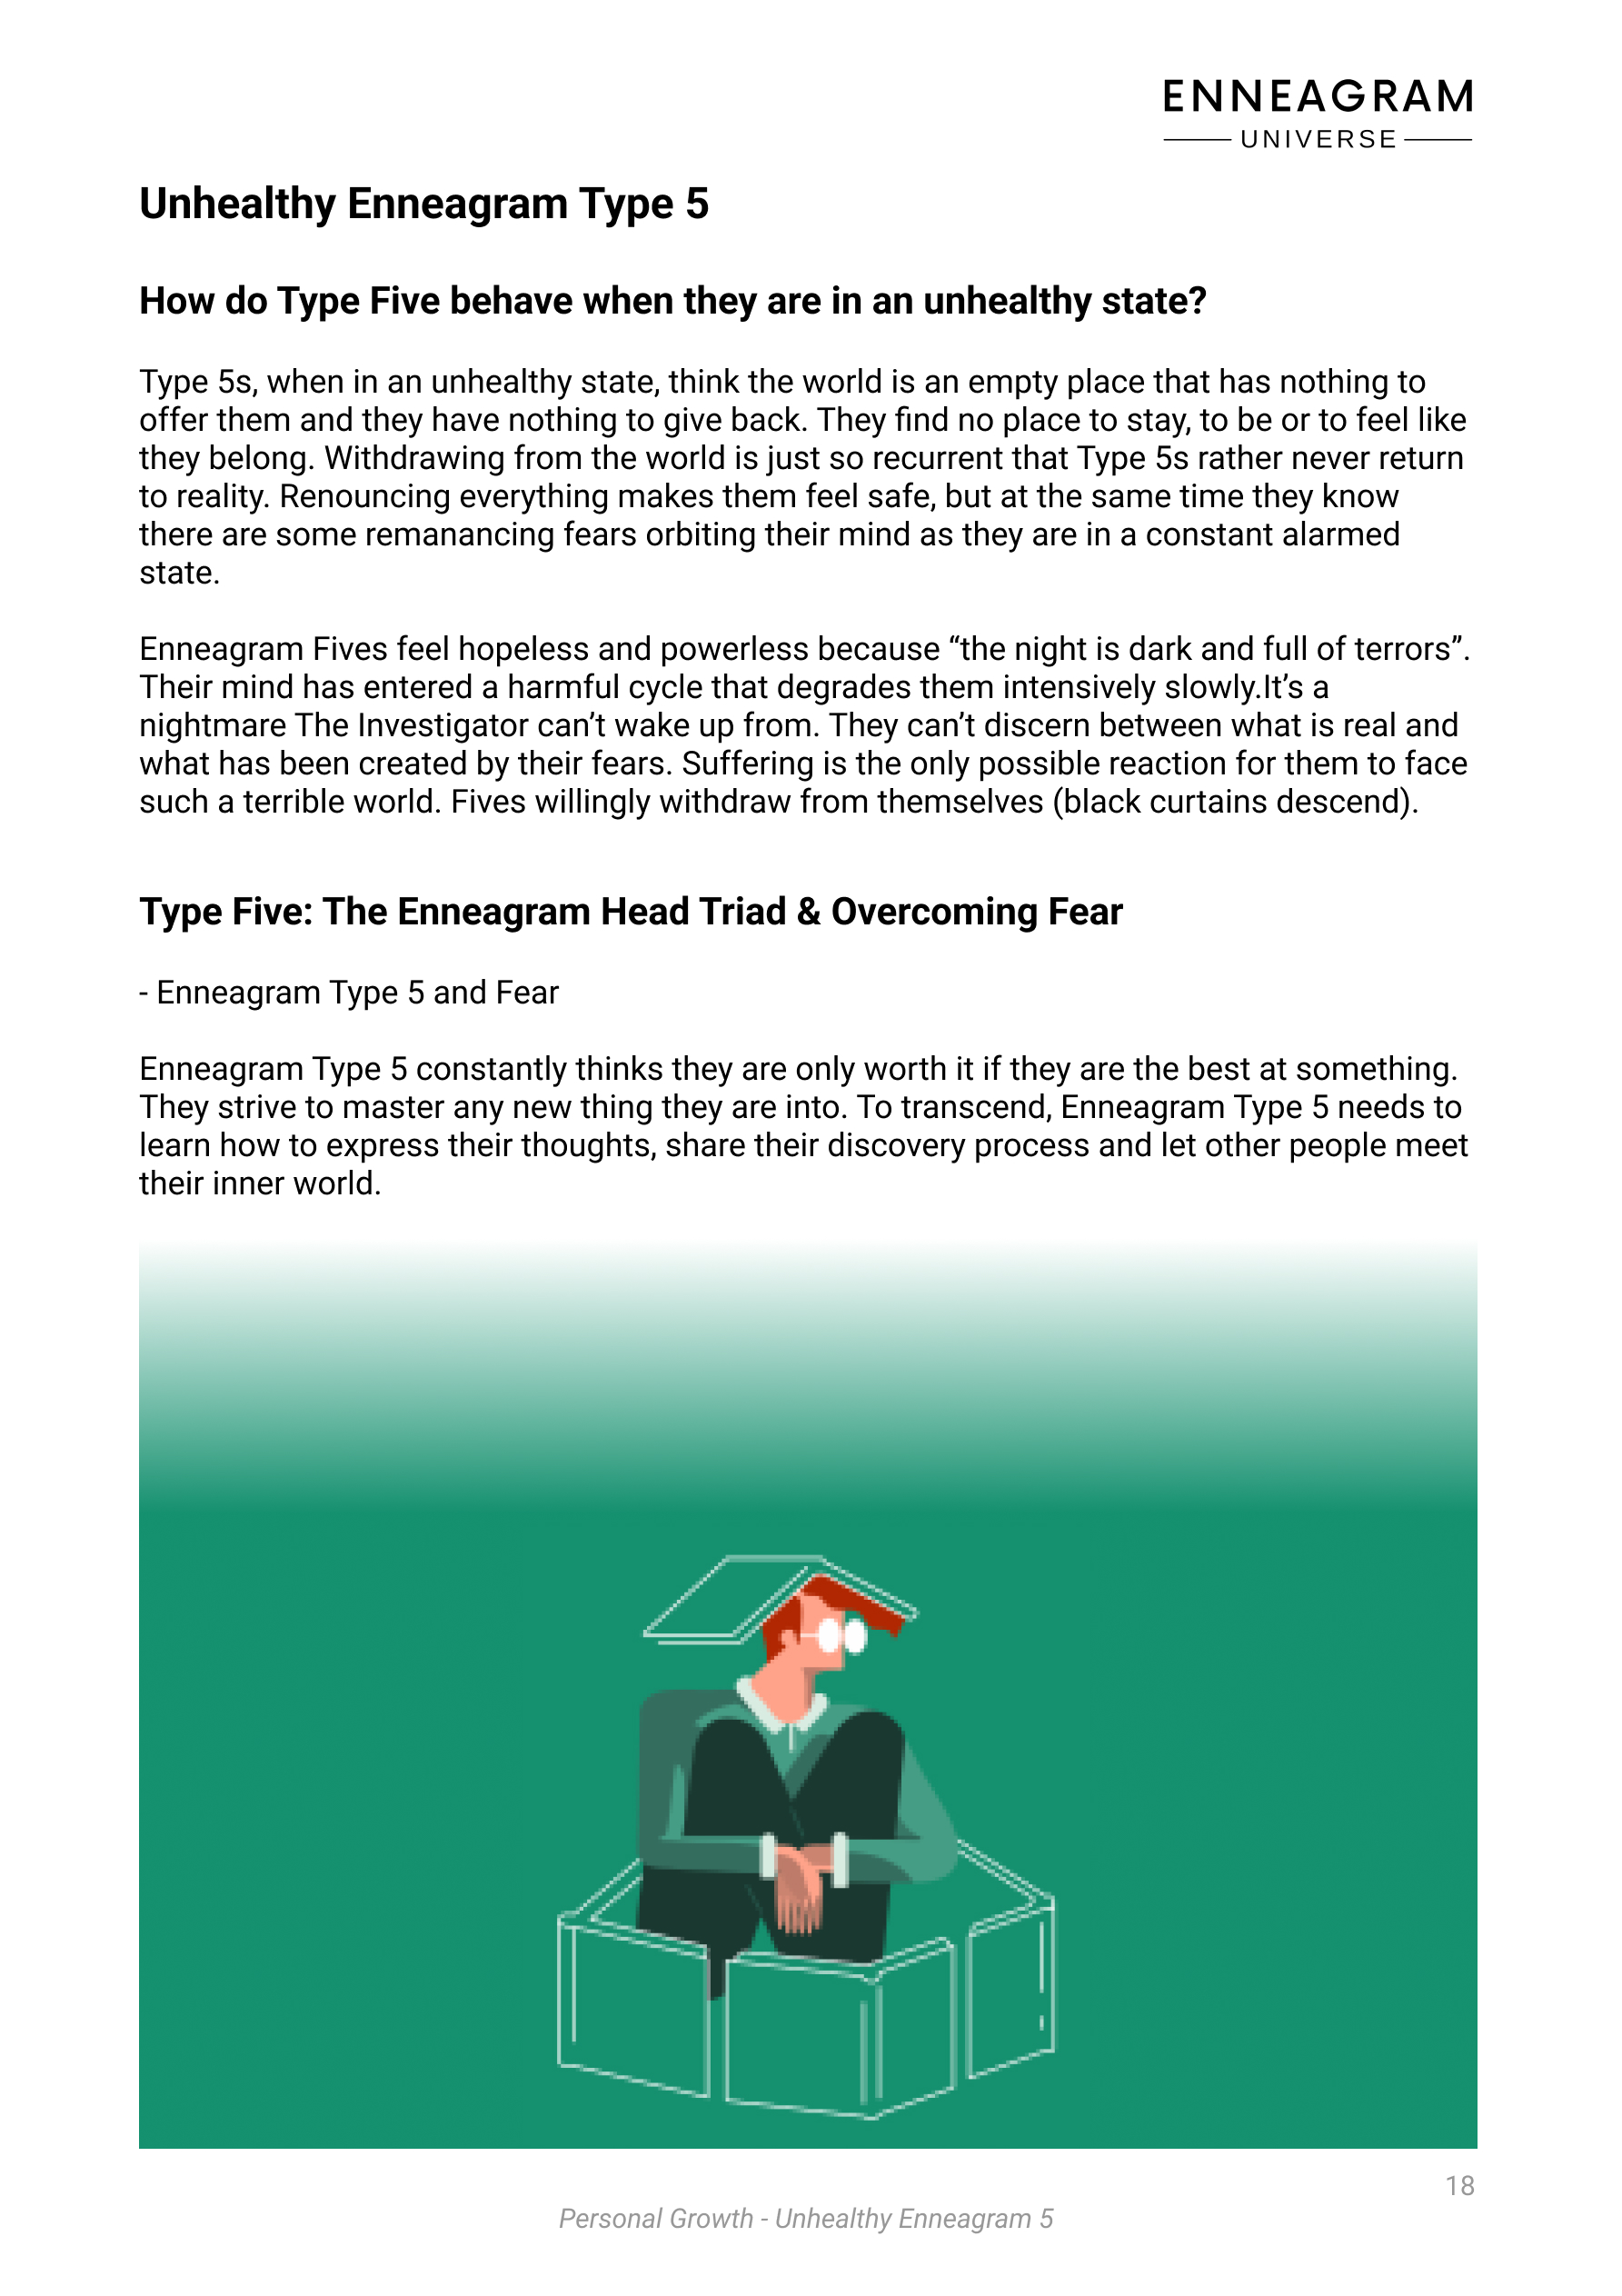 ENNEAGRAM
UNIVERSE
Unhealthy Enneagram Type 5
How do Type Five behave when they are in an unhealthy state?
Type 5s, when in an unhealthy state, think the world is an empty place that has nothing to
offer them and they have nothing to give back. They find no place to stay, to be or to feel like
they belong. Withdrawing from the world is just so recurrent that Type 5s rather never return
to reality. Renouncing everything makes them feel safe, but at the same time they know
there are some remanancing fears orbiting their mind as they are in a constant alarmed
state.
Enneagram Fives feel hopeless and powerless because “the night is dark and full of terrors”.
Their mind has entered a harmful cycle that degrades them intensively slowly.It’s a
nightmare The Investigator can’t wake up from. They can’t discern between what is real and
what has been created by their fears. Suffering is the only possible reaction for them to face
such a terrible world. Fives willingly withdraw from themselves (black curtains descend).
Type Five: The Enneagram Head Triad & Overcoming Fear
- Enneagram Type 5 and Fear
Enneagram Type 5 constantly thinks they are only worth it if they are the best at something.
They strive to master any new thing they are into. To transcend, Enneagram Type 5 needs to
learn how to express their thoughts, share their discovery process and let other people meet
their inner world.
18
Personal Growth - Unhealthy Enneagram 5